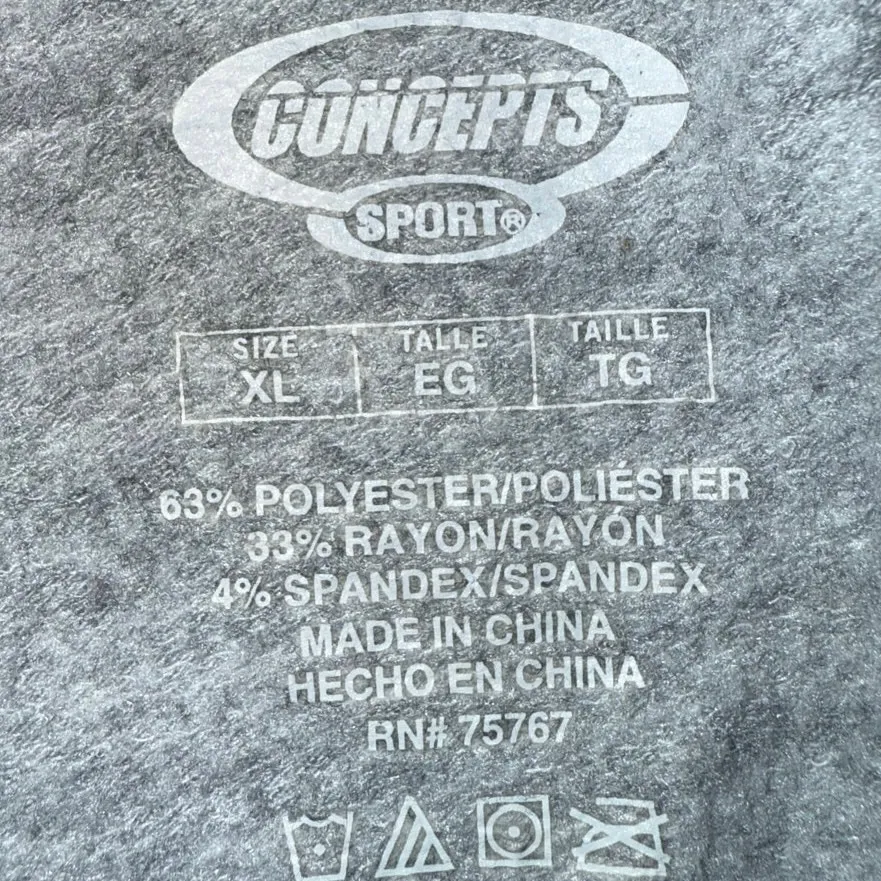 CONCEPTS
SPORT®
SIZE TALLE TAILLE
XL EG TG
63% POLYESTER/POLIÉSTER
33% RAYON/RAYÓN
4% SPANDEX/SPANDEX
MADE IN CHINA
HECHO EN CHINA
RN# 75767